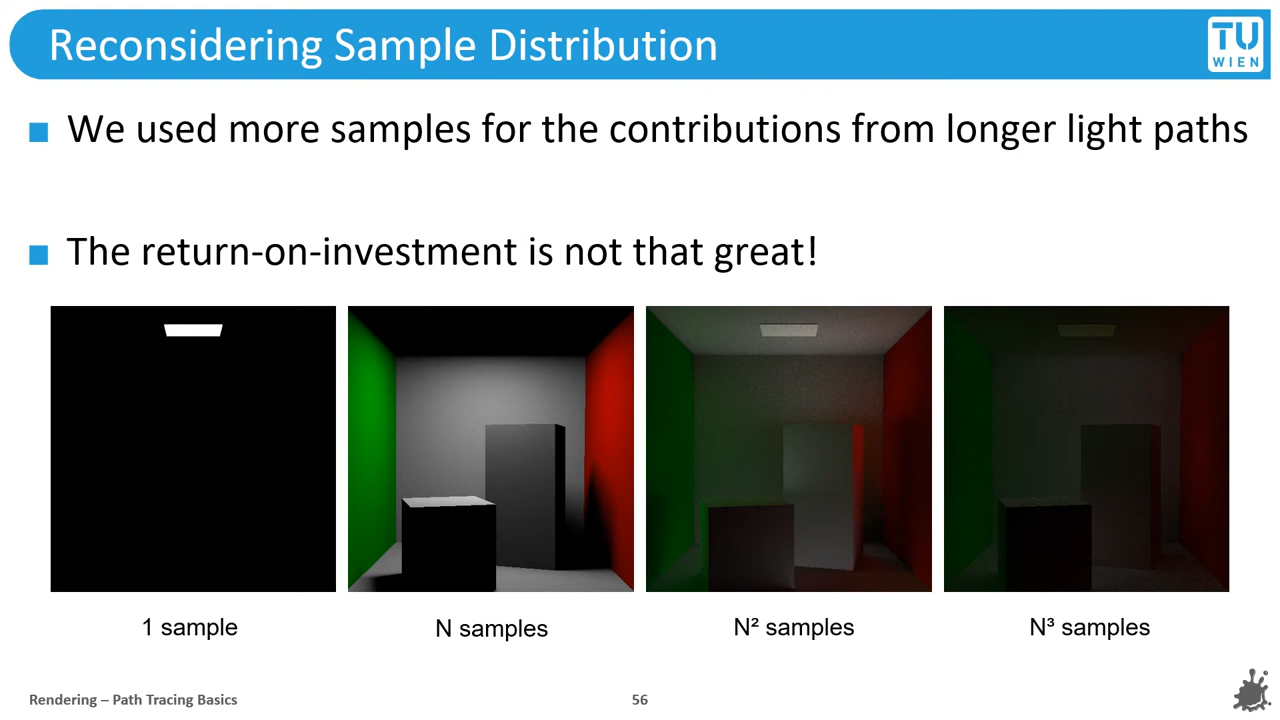 Reconsidering Sample Distribution
TU
WIEN
We used more samples for the contributions from longer light paths
The return-on-investment is not that great!
1 sample
N samples
N² samples
N³ samples
Rendering – Path Tracing Basics
56